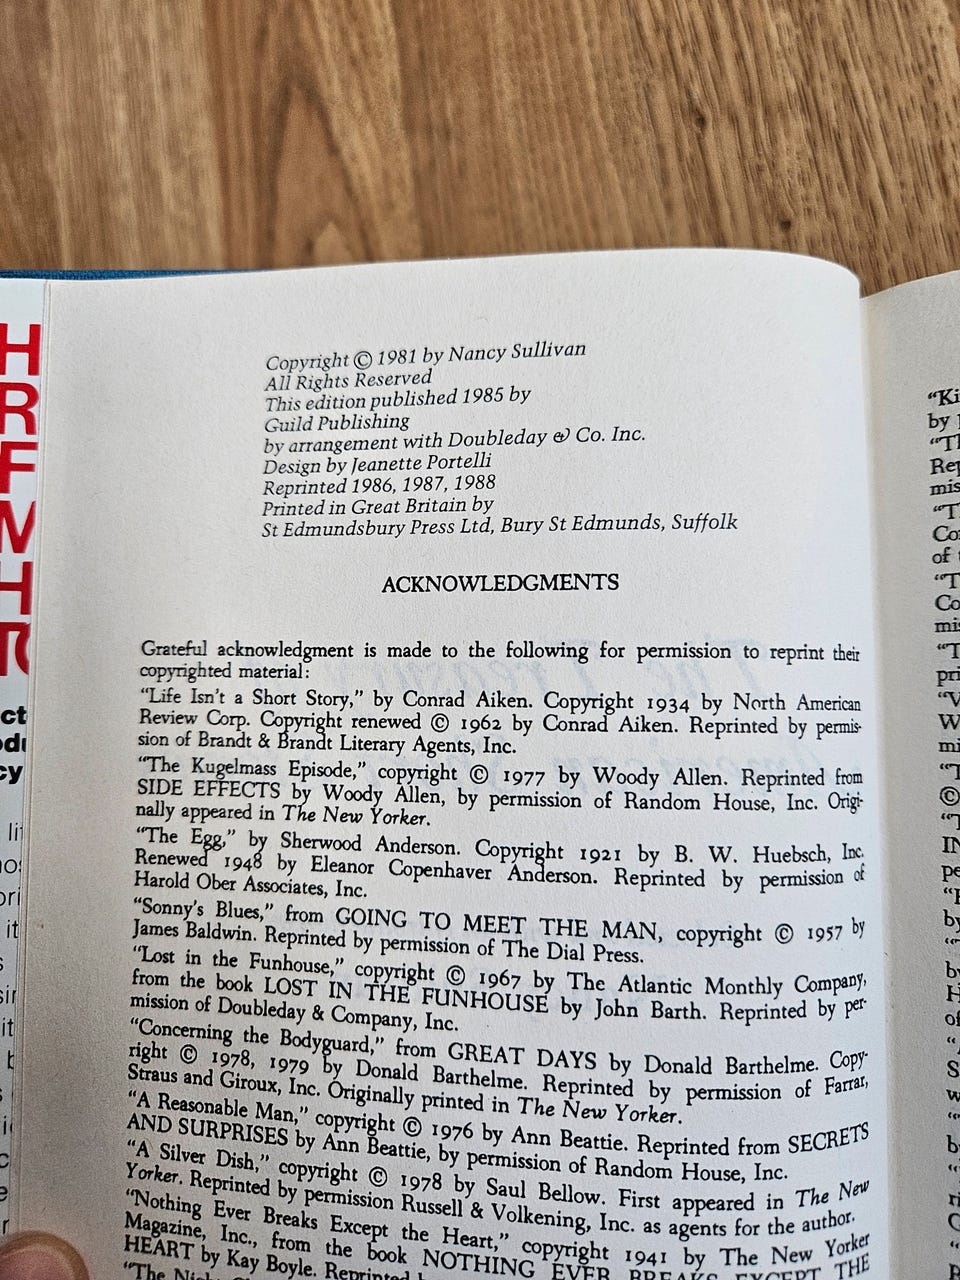 Copyright © 1981 by Nancy Sullivan
All Rights Reserved
This edition published 1985 by
Guild Publishing
by arrangement with Doubleday & Co. Inc.
Design by Jeanette Portelli
Reprinted 1986, 1987, 1988
Printed in Great Britain by
St Edmundsbury Press Ltd, Bury St Edmunds, Suffolk
ACKNOWLEDGMENTS
Grateful acknowledgment is made to the following for permission to reprint their
copyrighted material:
“Life Isn't a Short Story,” by Conrad Aiken. Copyright 1934 by North American
Review Corp. Copyright renewed © 1962 by Conrad Aiken. Reprinted by permis-
sion of Brandt & Brandt Literary Agents, Inc.
“The Kugelmass Episode,” copyright © 1977 by Woody Allen. Reprinted from
SIDE EFFECTS by Woody Allen, by permission of Random House, Inc. Origi-
nally appeared in The New Yorker.
“The Egg,” by Sherwood Anderson. Copyright 1921 by B. W. Huebsch, Inc.
Renewed 1948 by Eleanor Copenhaver Anderson. Reprinted by permission of
Harold Ober Associates, Inc.
“Sonny's Blues,” from GOING TO MEET THE MAN, copyright © 1957 by
James Baldwin. Reprinted by permission of The Dial Press.
“Lost in the Funhouse,” copyright © 1967 by The Atlantic Monthly Company,
from the book LOST IN THE FUNHOUSE by John Barth. Reprinted by per-
mission of Doubleday & Company, Inc.
“Concerning the Bodyguard,” from GREAT DAYS by Donald Barthelme. Copy-
right © 1978, 1979 by Donald Barthelme. Reprinted by permission of Farrar,
Straus and Giroux, Inc. Originally printed in The New Yorker.
“A Reasonable Man,” copyright © 1976 by Ann Beattie. Reprinted from SECRETS
AND SURPRISES by Ann Beattie, by permission of Random House, Inc.
“A Silver Dish,” copyright © 1978 by Saul Bellow. First appeared in The New
Yorker. Reprinted by permission Russell & Volkening, Inc. as agents for the author.
“Nothing Ever Breaks Except the Heart,” copyright 1941 by The New Yorker
Magazine, Inc., from the book NOTHING EVER BREAKS EXCEPT THE
HEART by Kay Boyle. Reprinted
“The